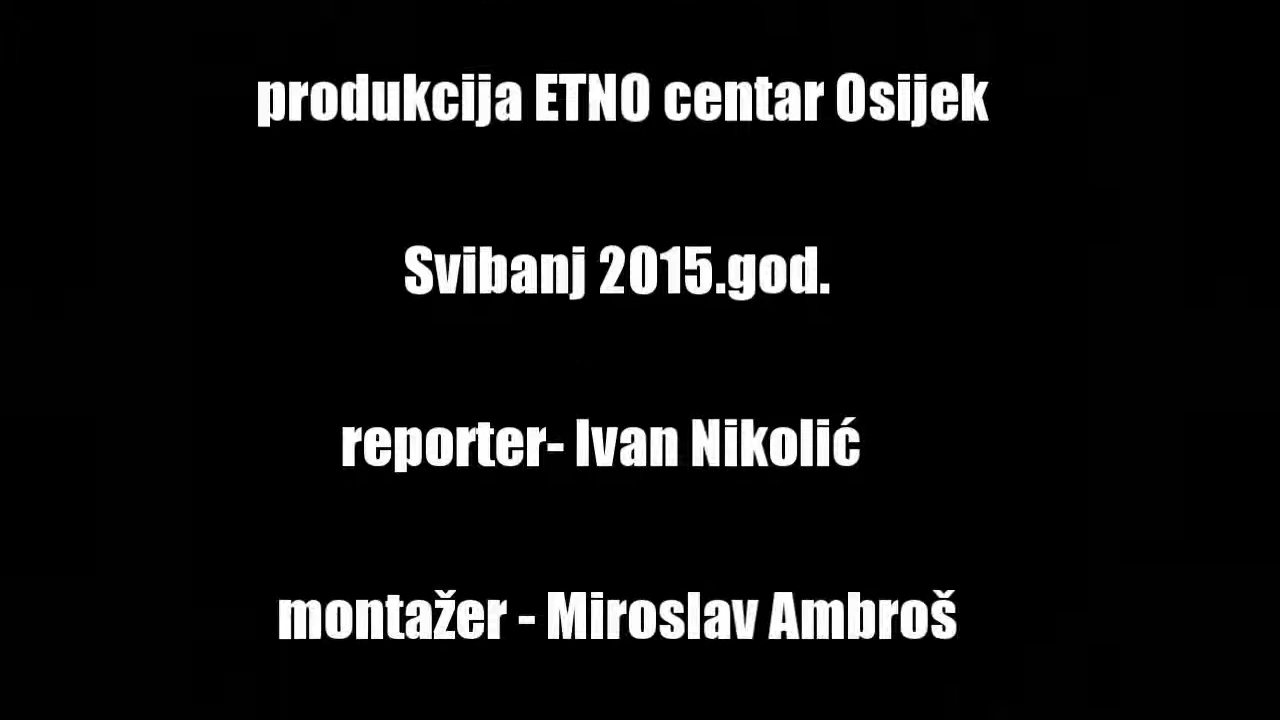 produkcija ETNO centar Osijek
Svibanj 2015.god.
reporter- Ivan Nikolić
montažer - Miroslav Ambroš